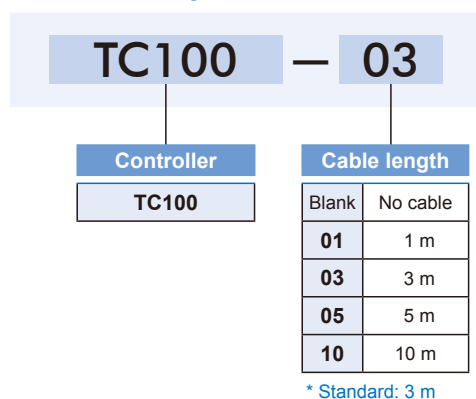 TC100 — 03
Controller
TC100
Cable length
Blank No cable
01 1 m
03 3 m
05 5 m
10 10 m
* Standard: 3 m